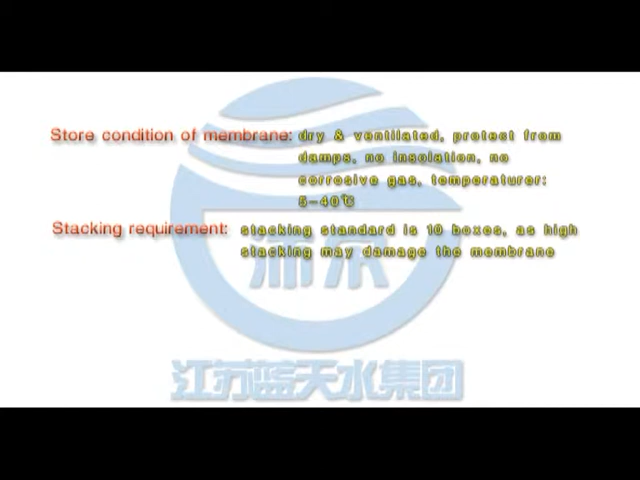 Store condition of membrane: dry & ventilated, protect from
damps, no insolation, no
corrosive gas, temperaturer:
5-40℃
Stacking requirement: stacking standard is 10 boxes, as high
stacking may damage the membrane
沛尔
江苏蓝天水集团